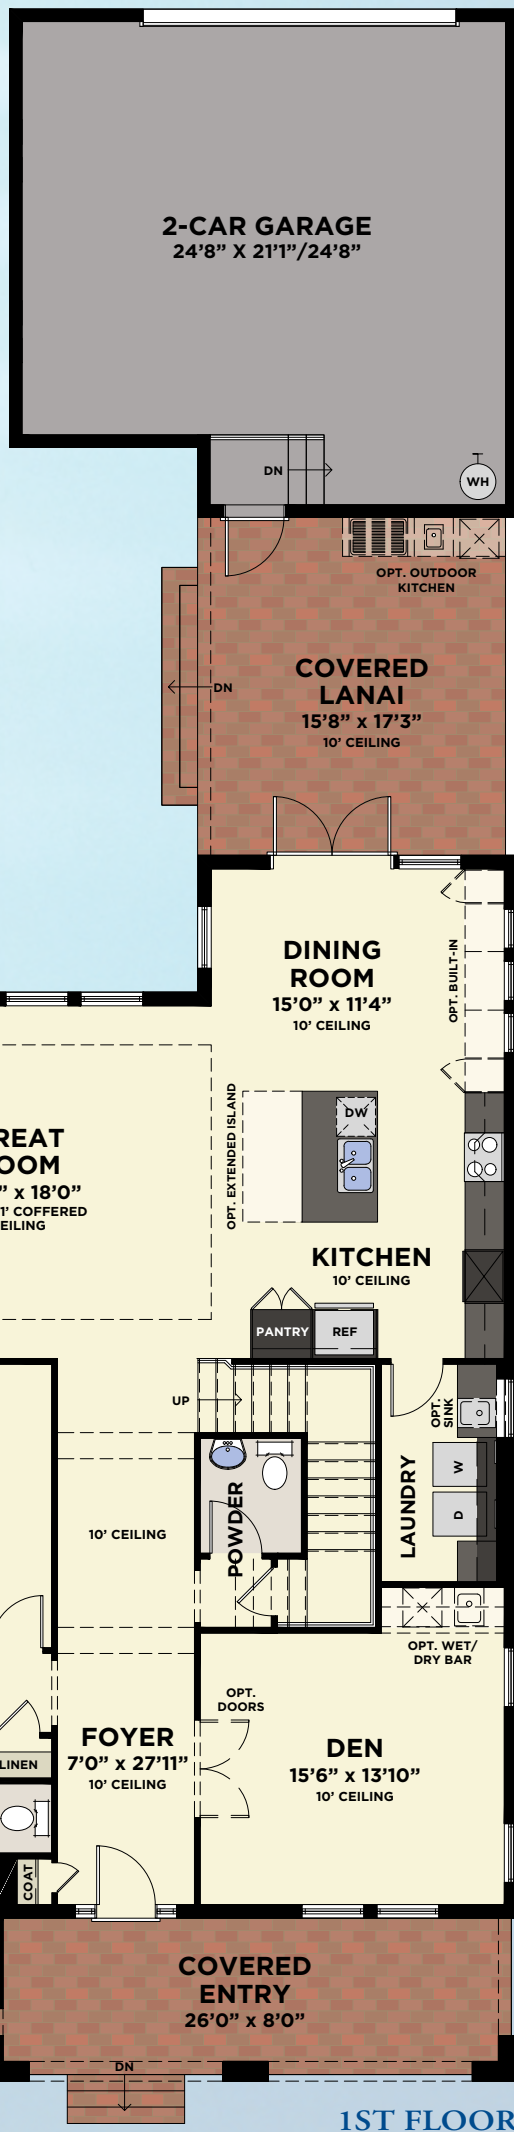 2-CAR GARAGE
24'8" X 21'1"/24'8"
DN
WH
OPT. OUTDOOR
KITCHEN
COVERED
LANAI
15'8" x 17'3"
10' CEILING
DN
DINING
ROOM
15'0" x 11'4"
10' CEILING
OPT. BUILT-IN
OPT. EXTENDED ISLAND
DW
REAT
OOM
" x 18'0"
1' COFFERED
EILING
KITCHEN
10' CEILING
PANTRY
REF
UP
OPT.
SINK
LAUNDRY
W
D
POWDER
10' CEILING
OPT. WET/
DRY BAR
OPT.
DOORS
FOYER
7'0" x 27'11"
10' CEILING
DEN
15'6" x 13'10"
10' CEILING
LINEN
COAT
COVERED
ENTRY
26'0" x 8'0"
DN
1ST FLOOR